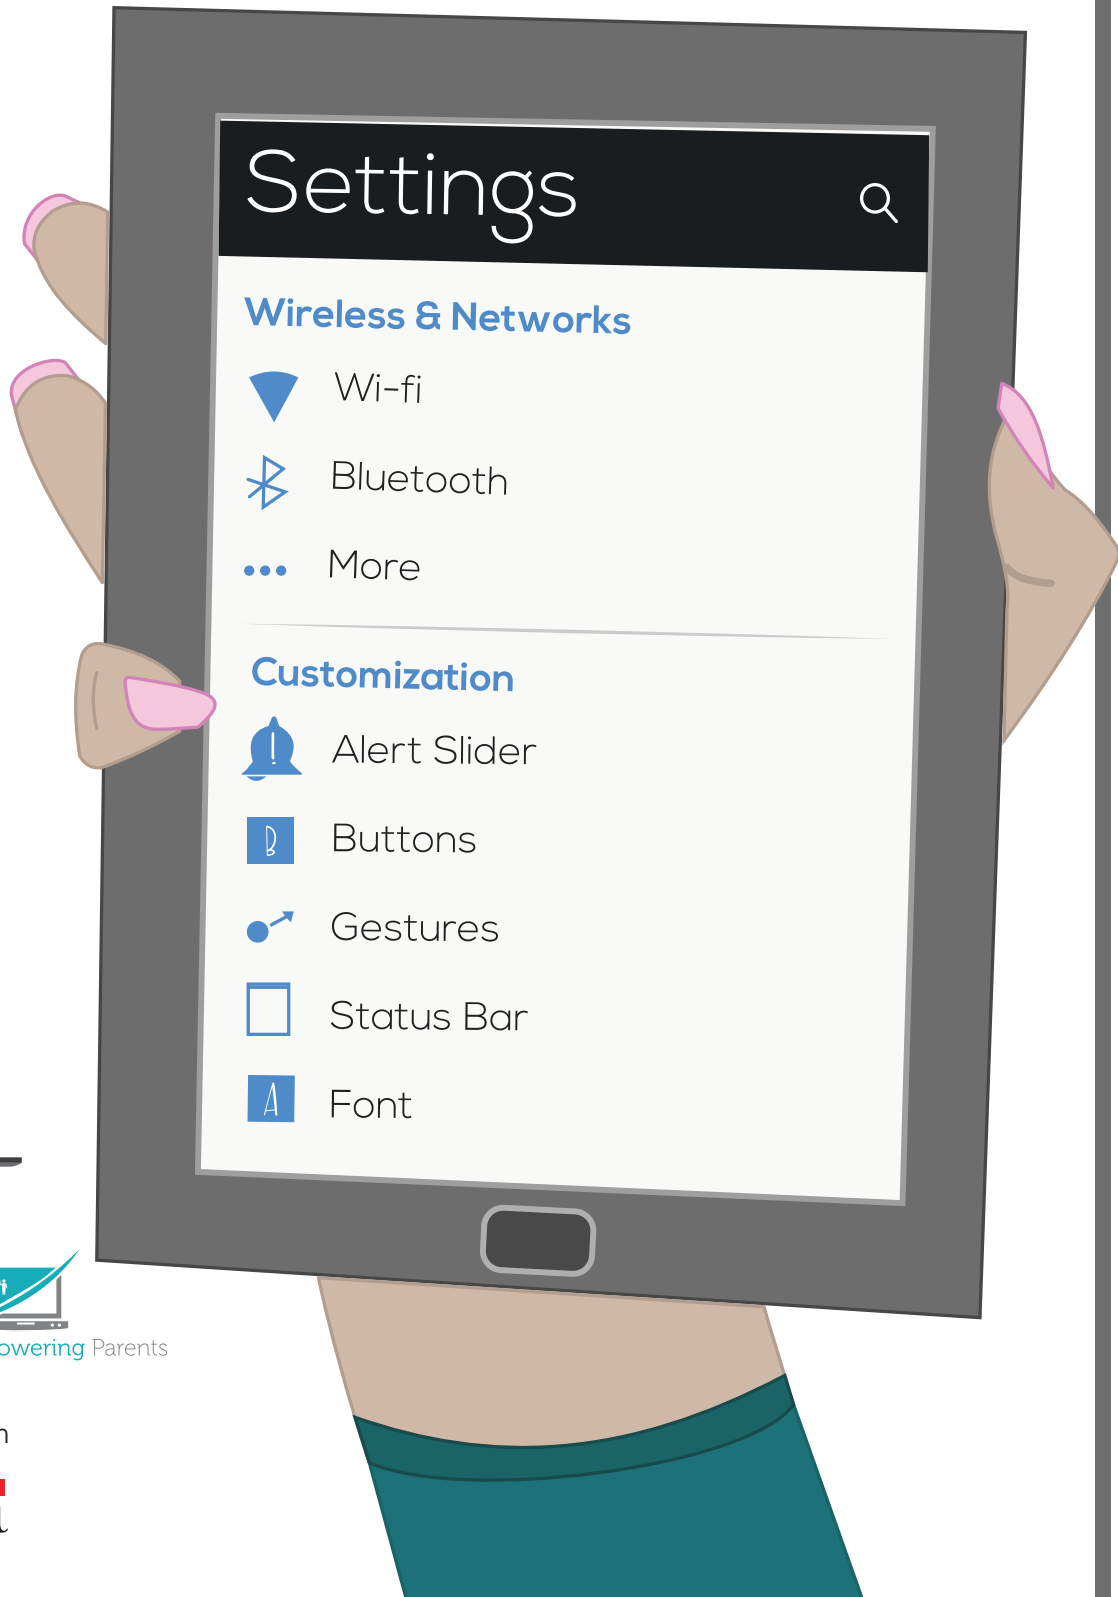 Settings
Wireless & Networks
Wi-fi
Bluetooth
More
Customization
Alert Slider
B
Buttons
Gestures
Status Bar
A
Font
owering Parents